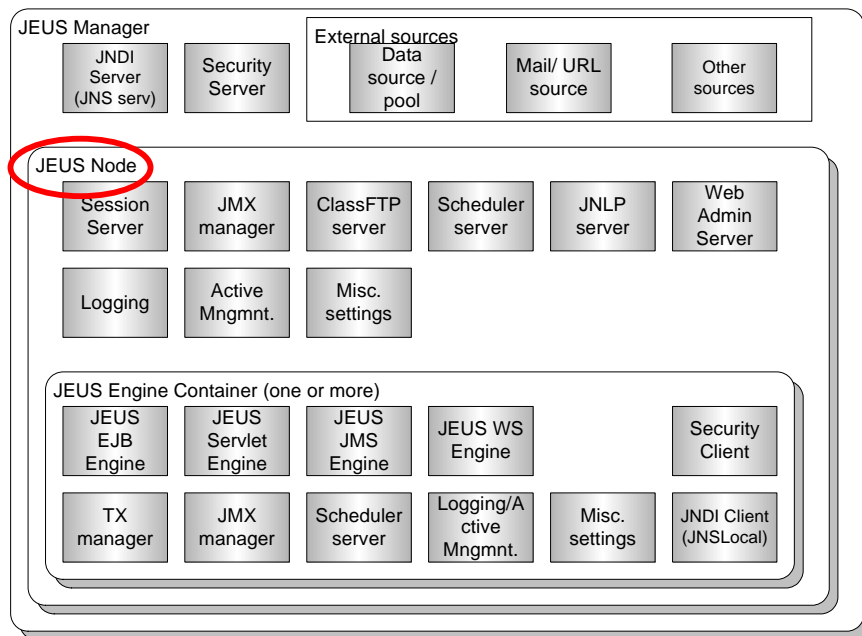 JEUS Manager
JNDI
Server
(JNS serv)
Security
Server
External sources
Data
source /
pool
Mail/ URL
source
Other
sources
JEUS Node
Session
Server
JMX
manager
ClassFTP
server
Scheduler
server
JNLP
server
Web
Admin
Server
Logging
Active
Mngmnt.
Misc.
settings
JEUS Engine Container (one or more)
JEUS
EJB
Engine
JEUS
Servlet
Engine
JEUS
JMS
Engine
JEUS WS
Engine
Security
Client
TX
manager
JMX
manager
Scheduler
server
Logging/A
ctive
Mngmnt.
Misc.
settings
JNDI Client
(JNSLocal)